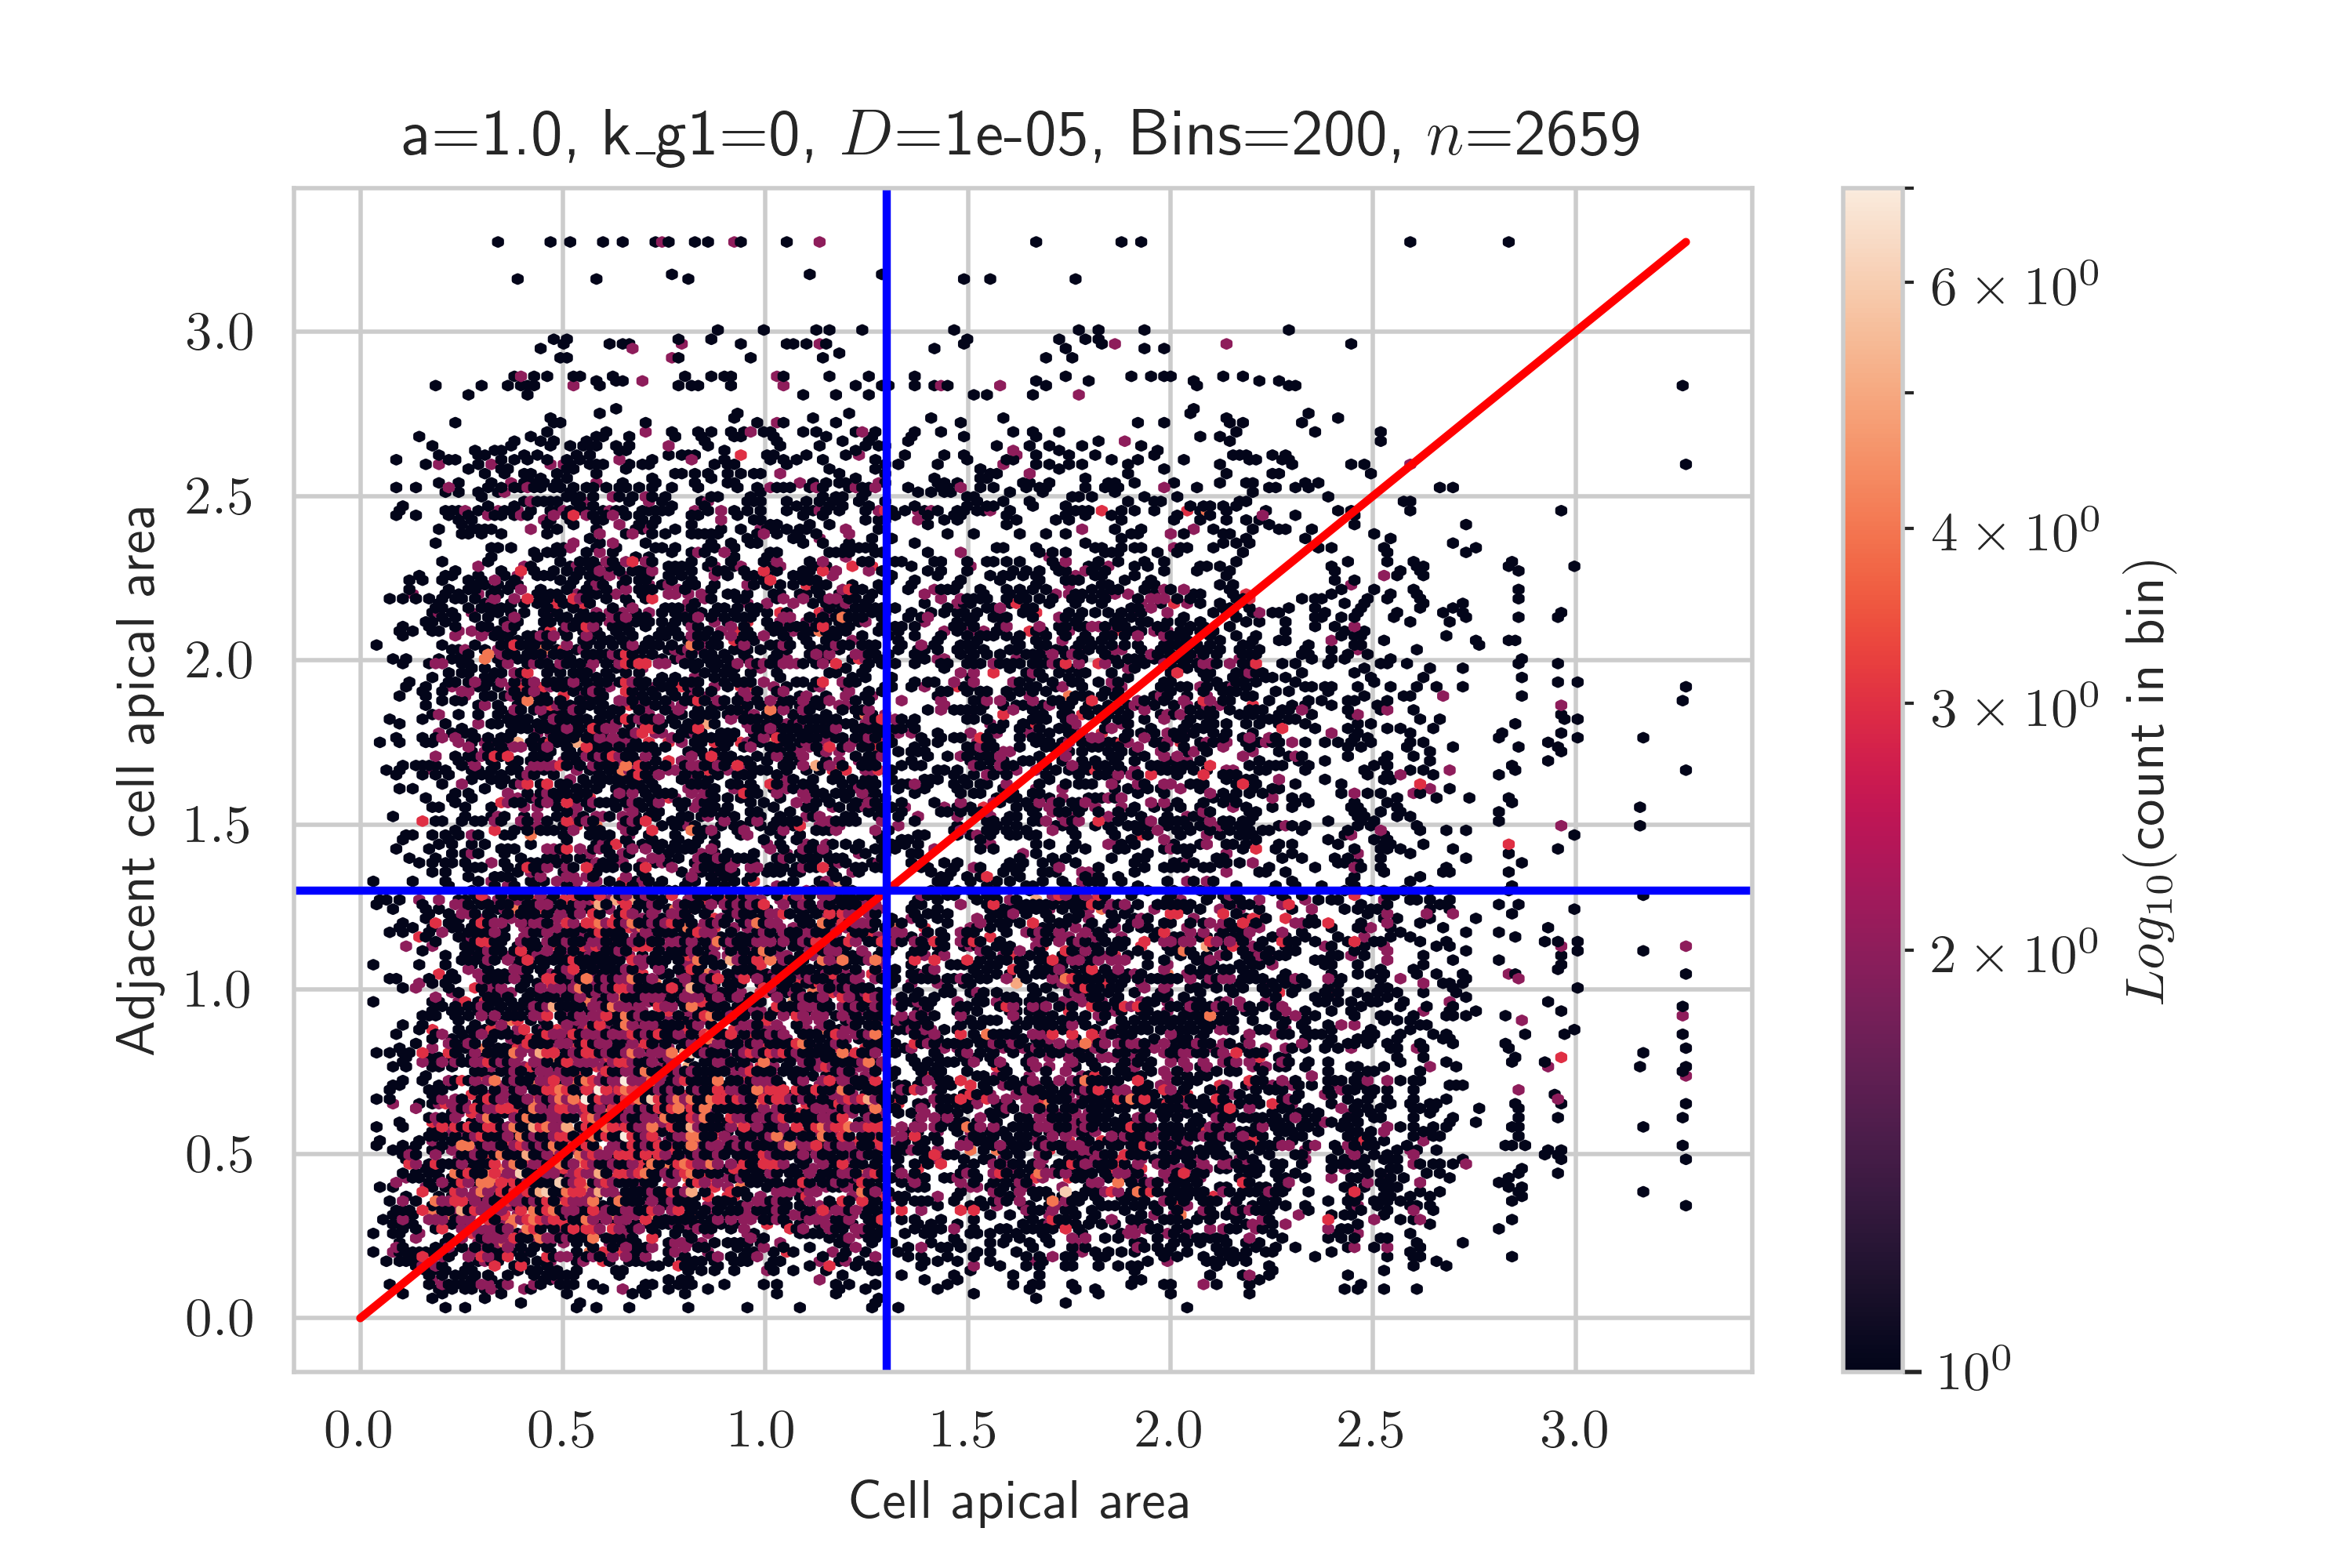 a=1.0, k_g1=0, D=1e-05, Bins=200, n=2659
Adjacent cell apical area
3.0
2.5
2.0
1.5
1.0
0.5
0.0
0.0 0.5 1.0 1.5 2.0 2.5 3.0
Cell apical area
6 × 10⁰
4 × 10⁰
3 × 10⁰
2 × 10⁰
10⁰
Log₁₀(count in bin)